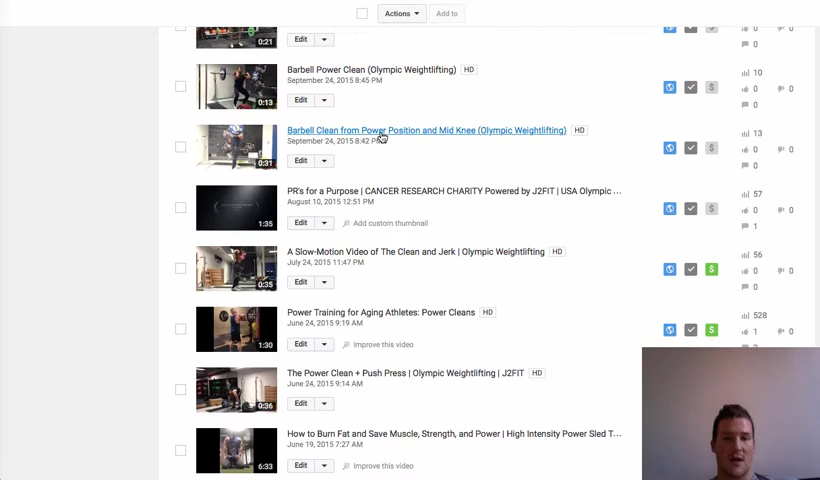 Actions
Add to
0:21
Edit
0
0
0
Barbell Power Clean (Olympic Weightlifting)
HD
September 24, 2015 8:45 PM
0:13
Edit
10
0
0
0
Barbell Clean from Power Position and Mid Knee (Olympic Weightlifting)
HD
September 24, 2015 8:42 P
0:31
Edit
13
0
0
0
PR's for a Purpose | CANCER RESEARCH CHARITY Powered by J2FIT | USA Olympic ...
August 10, 2015 12:51 PM
1:35
Edit
Add custom thumbnail
$
57
0
0
1
A Slow-Motion Video of The Clean and Jerk | Olympic Weightlifting
HD
July 24, 2015 11:47 PM
0:35
Edit
$
56
0
0
0
Power Training for Aging Athletes: Power Cleans
HD
June 24, 2015 9:19 AM
1:30
Edit
Improve this video
$
528
1
0
The Power Clean + Push Press | Olympic Weightlifting | J2FIT
HD
June 24, 2015 9:14 AM
0:36
Edit
How to Burn Fat and Save Muscle, Strength, and Power | High Intensity Power Sled T...
June 19, 2015 7:27 AM
6:33
Edit
Improve this video